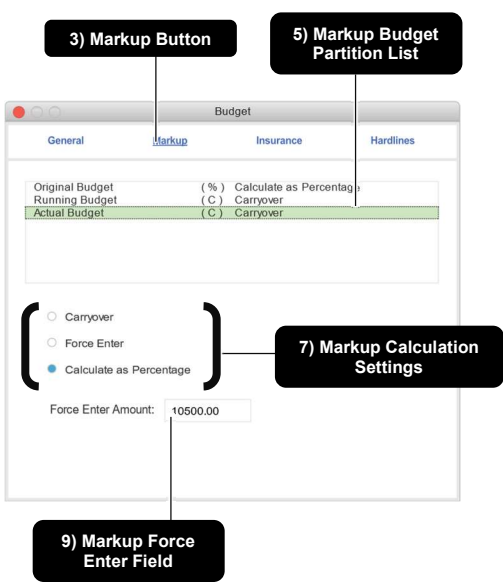 3) Markup Button
5) Markup Budget
Partition List
Budget
General Markup Insurance Hardlines
Original Budget (%) Calculate as Percentage
Running Budget (C) Carryover
Actual Budget (C) Carryover
Carryover
Force Enter
Calculate as Percentage
7) Markup Calculation
Settings
Force Enter Amount: 10500.00
9) Markup Force
Enter Field